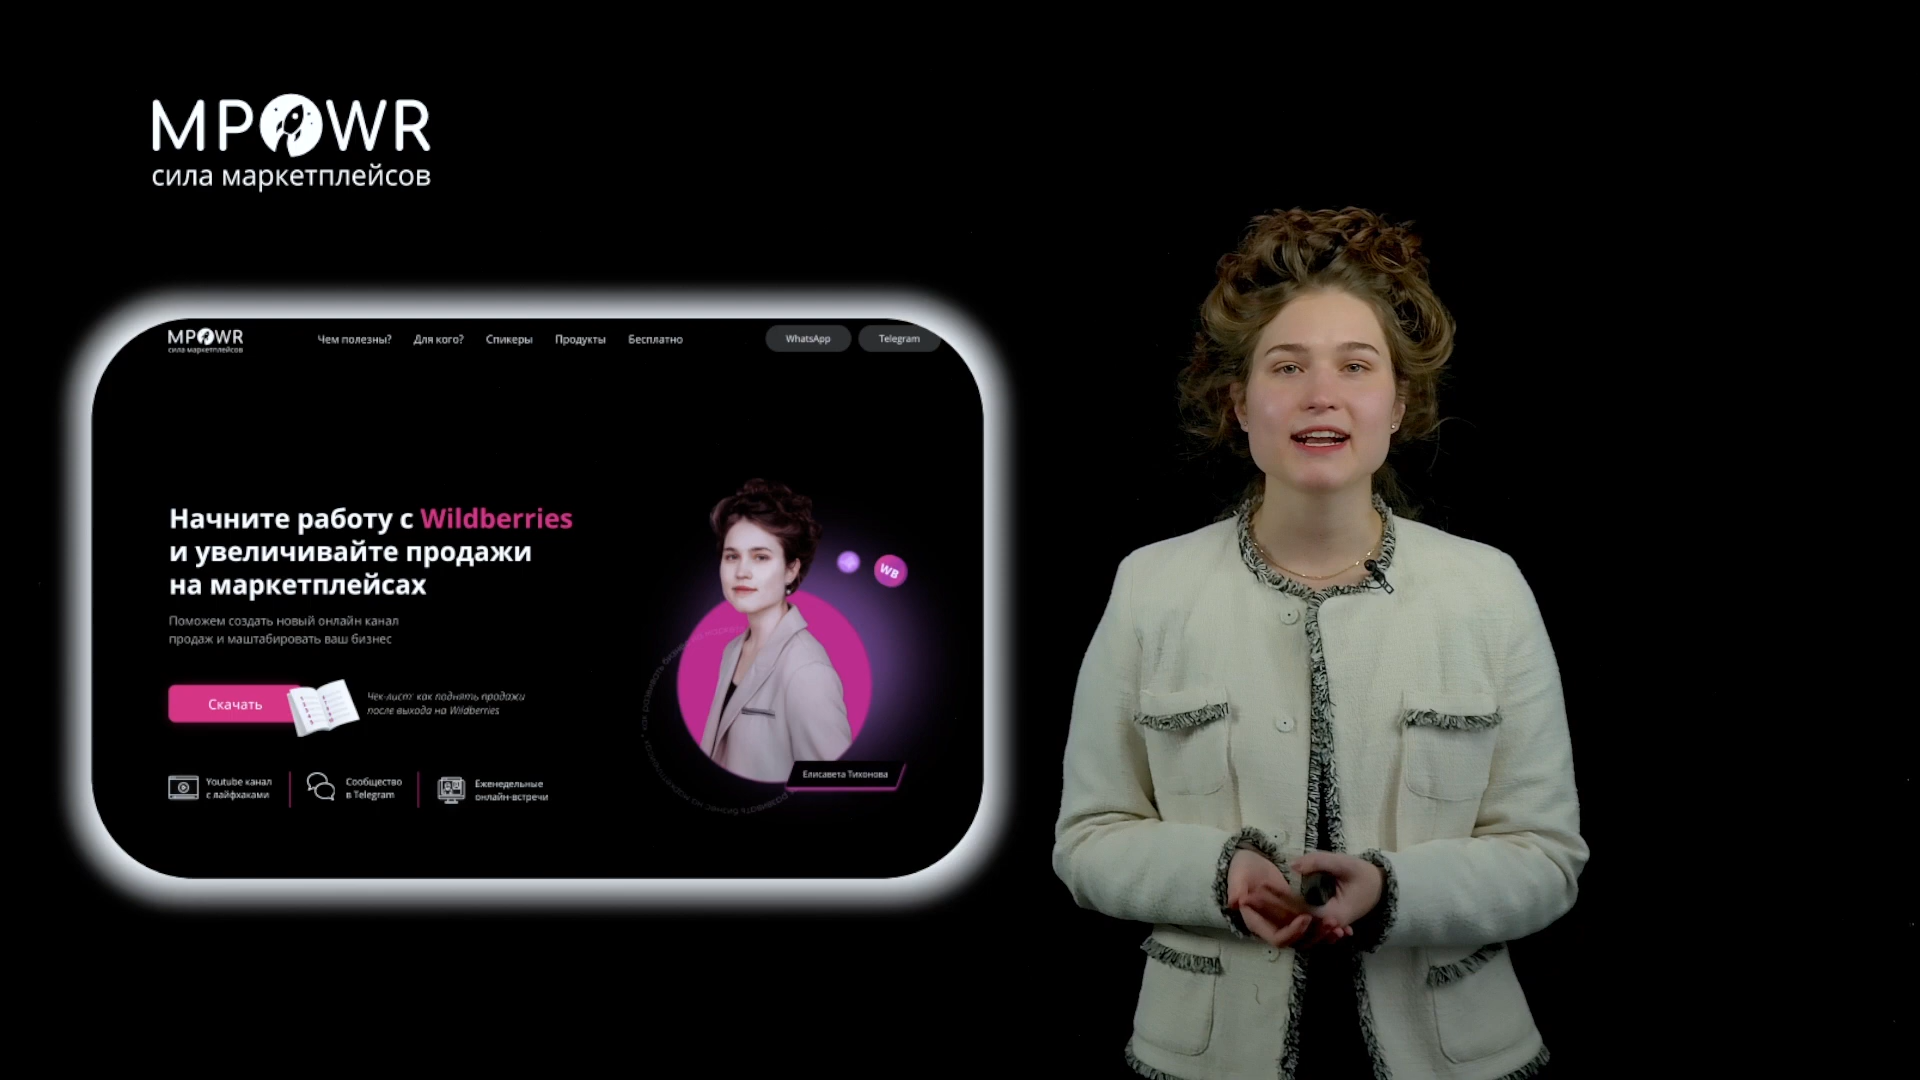 MPOWR
сила маркетплейсов
MPOWR
сила маркетплейсов
Чем полезны? Для кого? Спикеры Продукты Бесплатно WhatsApp Telegram
Начните работу с Wildberries
и увеличивайте продажи
на маркетплейсах
Поможем создать новый онлайн канал
продаж и маштабировать ваш бизнес
Скачать
Чек-лист: как поднять продажи
после выхода на Wildberries
WB
Елисавета Тихонова
Youtube канал
с лайфхаками
Сообщество
в Telegram
Еженедельные
онлайн-встречи